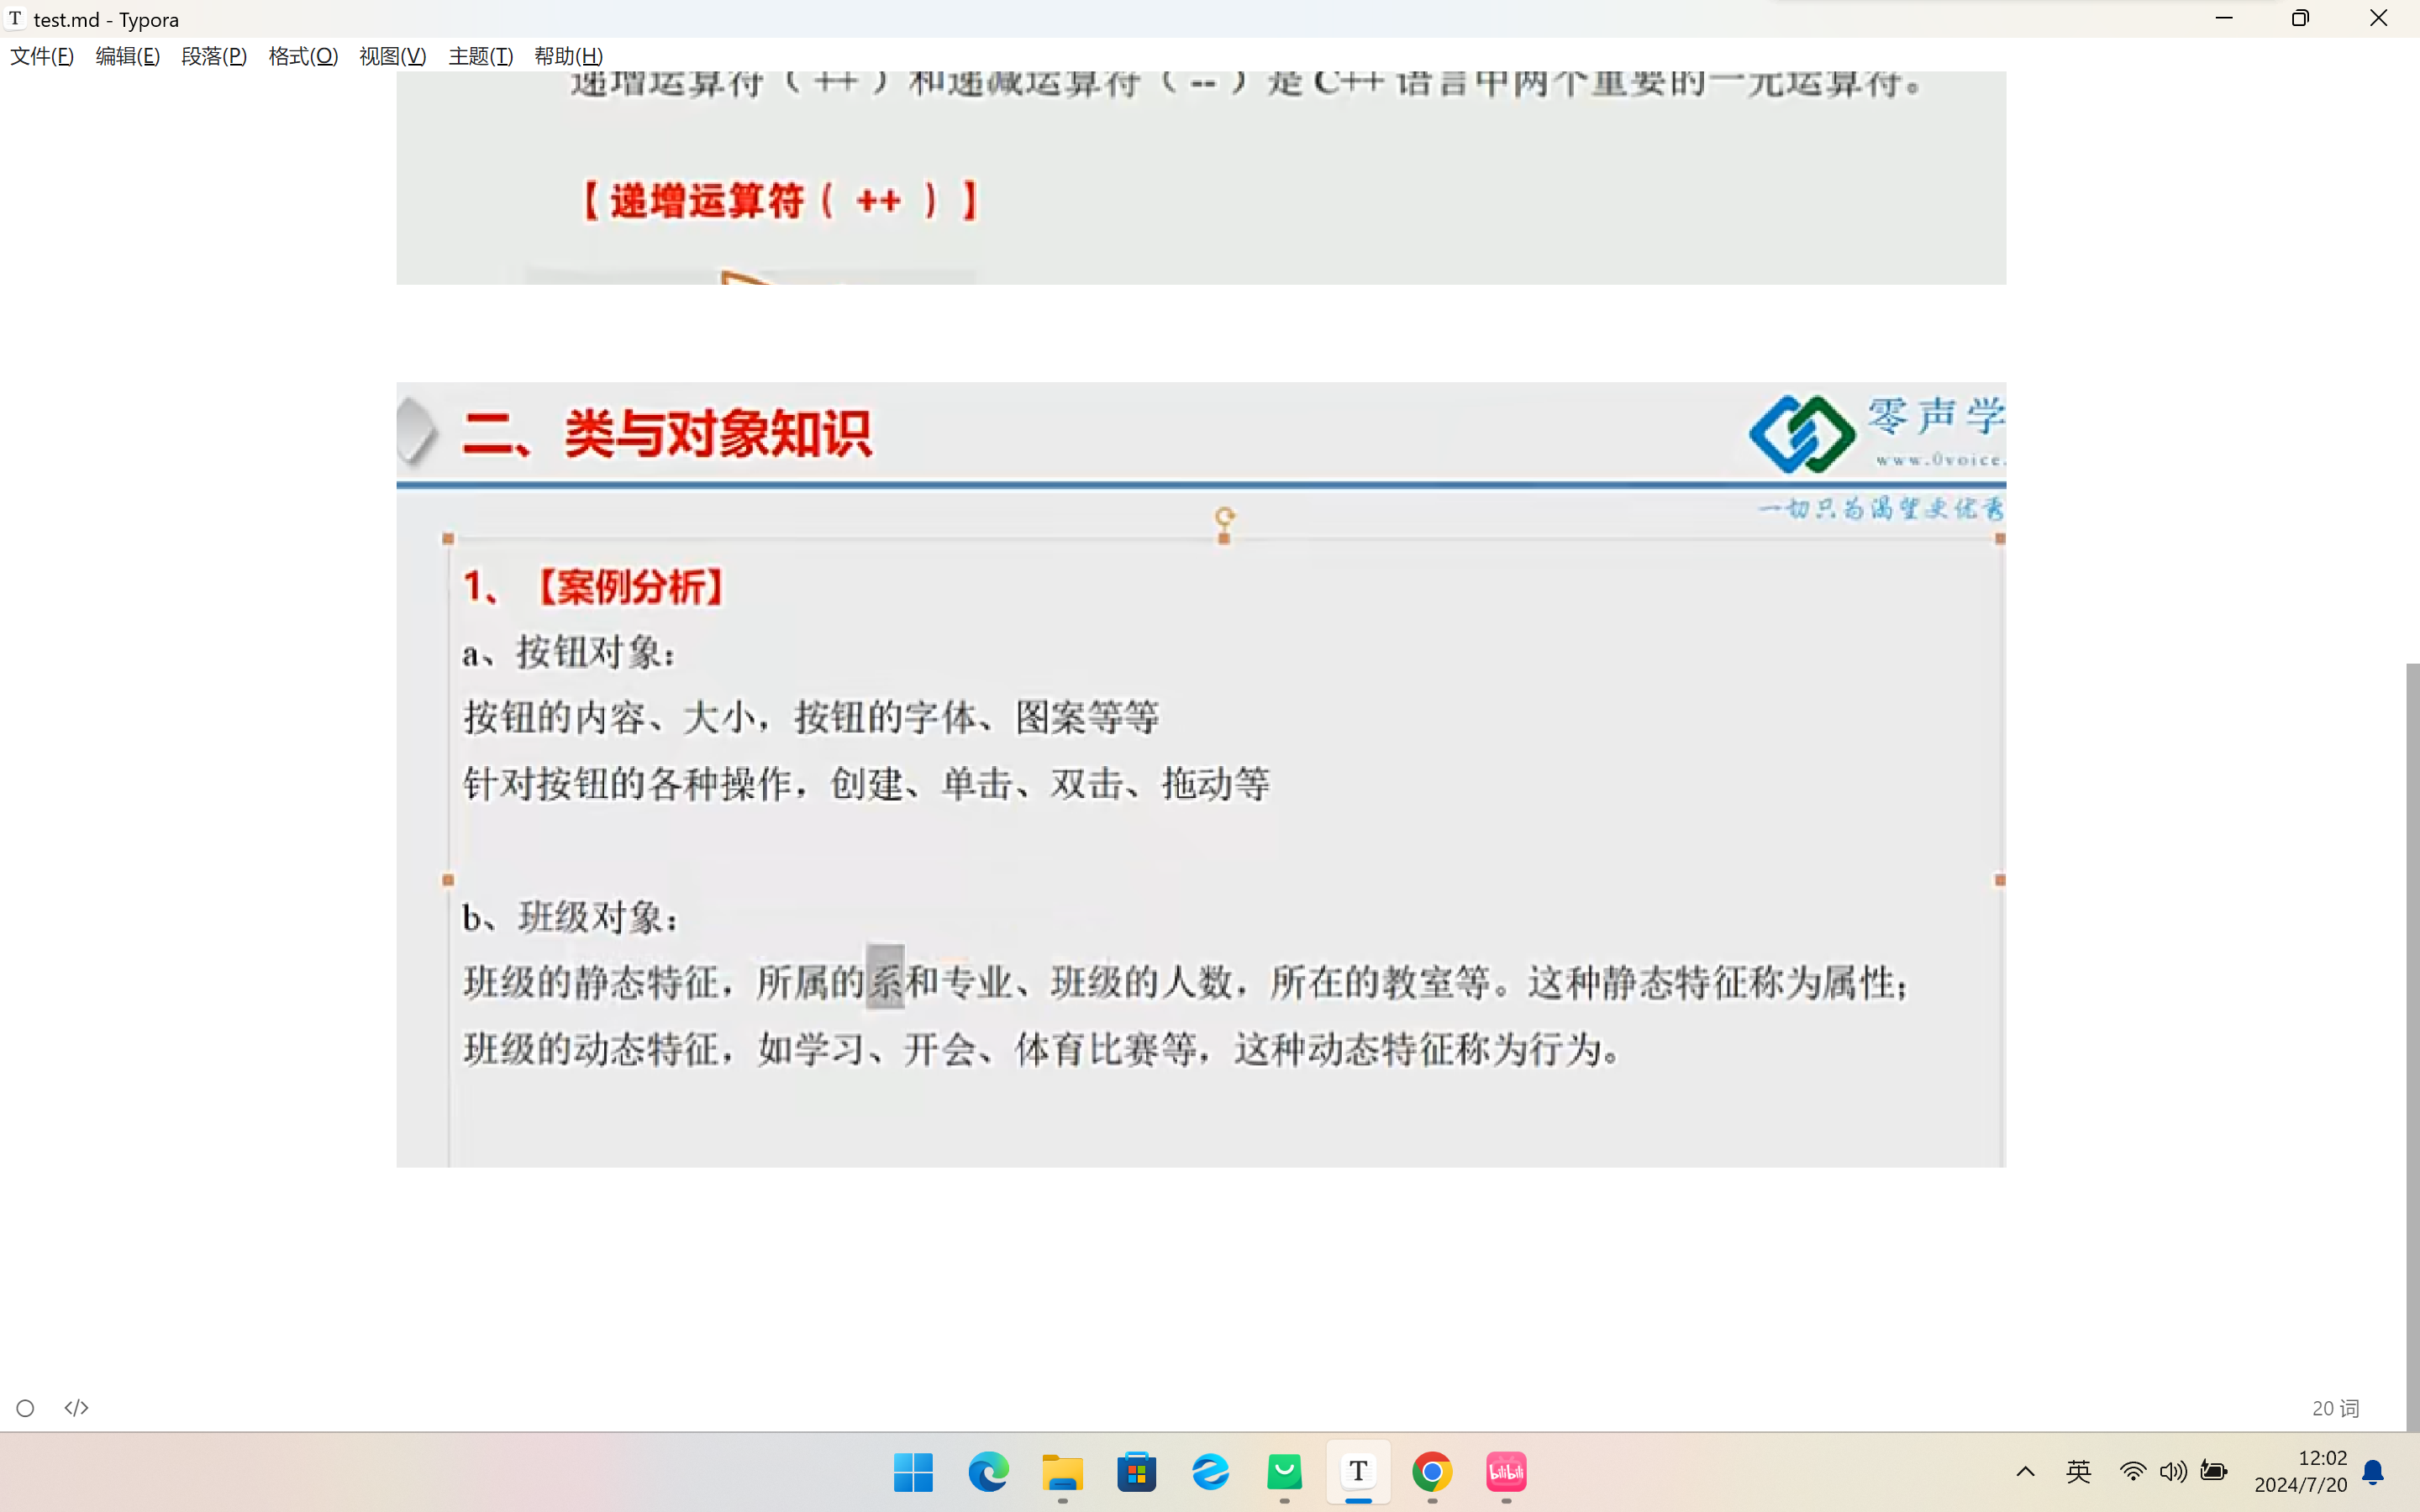 test.md - Typora
文件(F) 编辑(E) 段落(P) 格式(O) 视图(V) 主题(T) 帮助(H)
递增运算符（ ++ ）和递减运算符（ -- ）是 C++ 语言中两个重要的一元运算符。
【 递增运算符（ ++ ）】
二、类与对象知识
零声学
www.0voice.
一切只为渴望更优秀
1、【案例分析】
a、按钮对象：
按钮的内容、大小，按钮的字体、图案等等
针对按钮的各种操作，创建、单击、双击、拖动等
b、班级对象：
班级的静态特征，所属的系和专业、班级的人数，所在的教室等。这种静态特征称为属性；
班级的动态特征，如学习、开会、体育比赛等，这种动态特征称为行为。
</> 20 词
T bilibili 英 12:02
2024/7/20